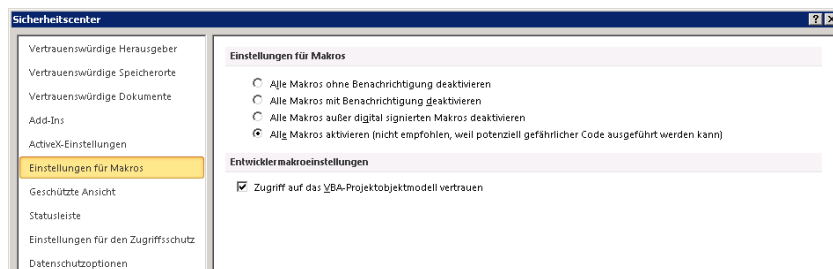 Sicherheitscenter
Vertrauenswürdige Herausgeber
Vertrauenswürdige Speicherorte
Vertrauenswürdige Dokumente
Add-Ins
ActiveX-Einstellungen
Einstellungen für Makros
Geschützte Ansicht
Statusleiste
Einstellungen für den Zugriffsschutz
Datenschutzoptionen
Einstellungen für Makros
Alle Makros ohne Benachrichtigung deaktivieren
Alle Makros mit Benachrichtigung deaktivieren
Alle Makros außer digital signierten Makros deaktivieren
Alle Makros aktivieren (nicht empfohlen, weil potenziell gefährlicher Code ausgeführt werden kann)
Entwicklermakroeinstellungen
Zugriff auf das VBA-Projektobjektmodell vertrauen